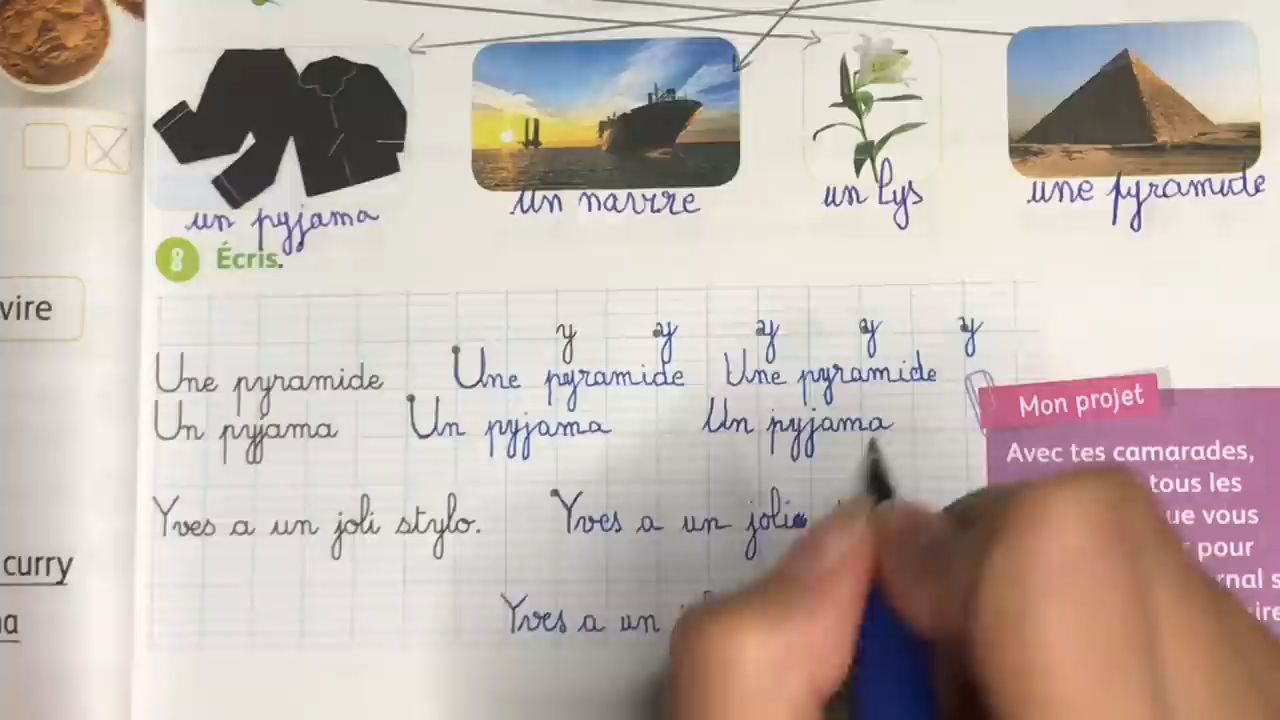 un pyjama
un navire
un lys
une pyramide
8 Écris.
vire
y y y y y
Une pyramide Une pyramide Une pyramide
Un pyjama Un pyjama Un pyjama
Yves a un joli stylo. Yves a un joli
Yves a un
curry
Mon projet
Avec tes camarades,
tous les
ue vous
pour